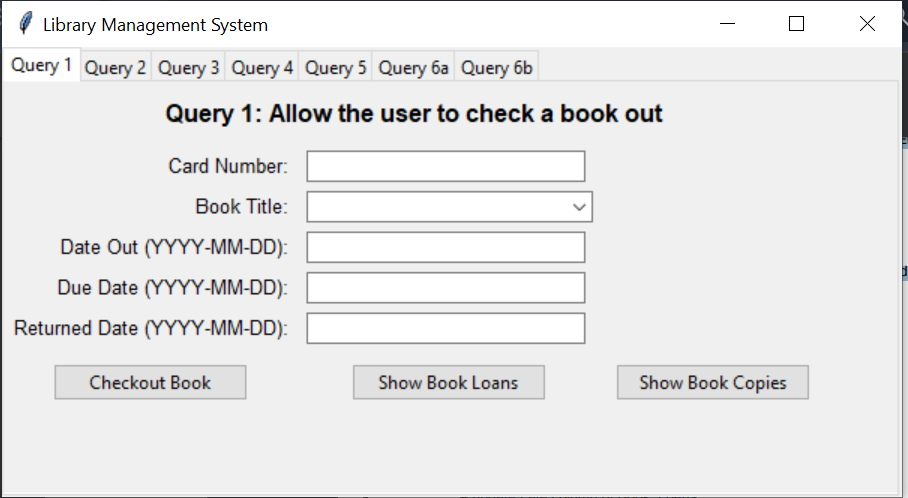 Library Management System
Query 1 Query 2 Query 3 Query 4 Query 5 Query 6a Query 6b
Query 1: Allow the user to check a book out
Card Number:
Book Title:
Date Out (YYYY-MM-DD):
Due Date (YYYY-MM-DD):
Returned Date (YYYY-MM-DD):
Checkout Book Show Book Loans Show Book Copies